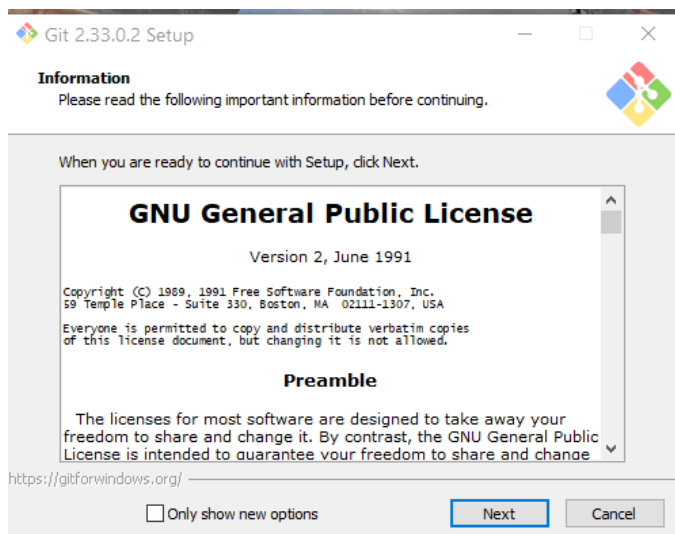 Git 2.33.0.2 Setup
Information
Please read the following important information before continuing.
When you are ready to continue with Setup, click Next.
GNU General Public License
Version 2, June 1991
Copyright (C) 1989, 1991 Free Software Foundation, Inc.
59 Temple Place - Suite 330, Boston, MA 02111-1307, USA
Everyone is permitted to copy and distribute verbatim copies
of this license document, but changing it is not allowed.
Preamble
The licenses for most software are designed to take away your
freedom to share and change it. By contrast, the GNU General Public
License is intended to guarantee your freedom to share and change
https://gitforwindows.org/
Only show new options
Next
Cancel